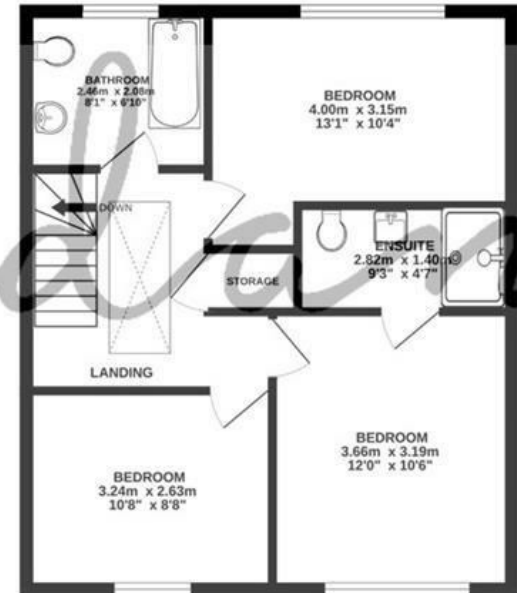 BATHROOM
2.46m x 2.08m
8'1" x 6'10"
BEDROOM
4.00m x 3.15m
13'1" x 10'4"
DOWN
ENSUITE
2.82m x 1.40m
9'3" x 4'7"
STORAGE
LANDING
BEDROOM
3.66m x 3.19m
12'0" x 10'6"
BEDROOM
3.24m x 2.63m
10'8" x 8'8"